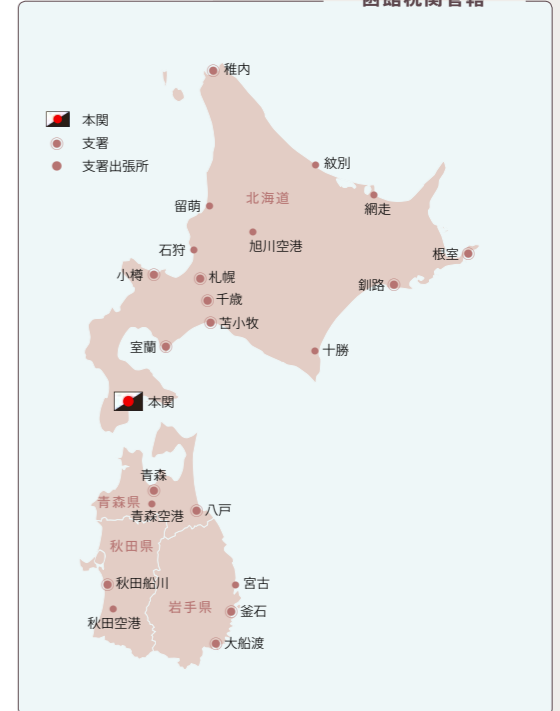 函館税関管轄
稚内
本関
支署
支署出張所
紋別
北海道
留萌
網走
旭川空港
石狩
根室
小樽
札幌
釧路
千歳
苫小牧
室蘭
十勝
本関
青森
青森県
八戸
青森空港
秋田県
秋田船川
宮古
岩手県
釜石
秋田空港
大船渡